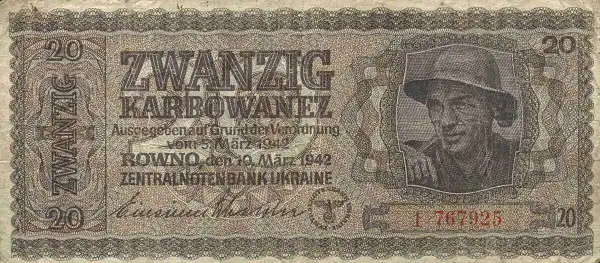 20
ZWANZIG
20
ZWANZIG
KARBOWANEZ
Ausgegeben auf Grund der Verordnung
vom 5. März 1942
ROWNO, den 10. März 1942
ZENTRALNOTENBANK UKRAINE
20
1 767925
20